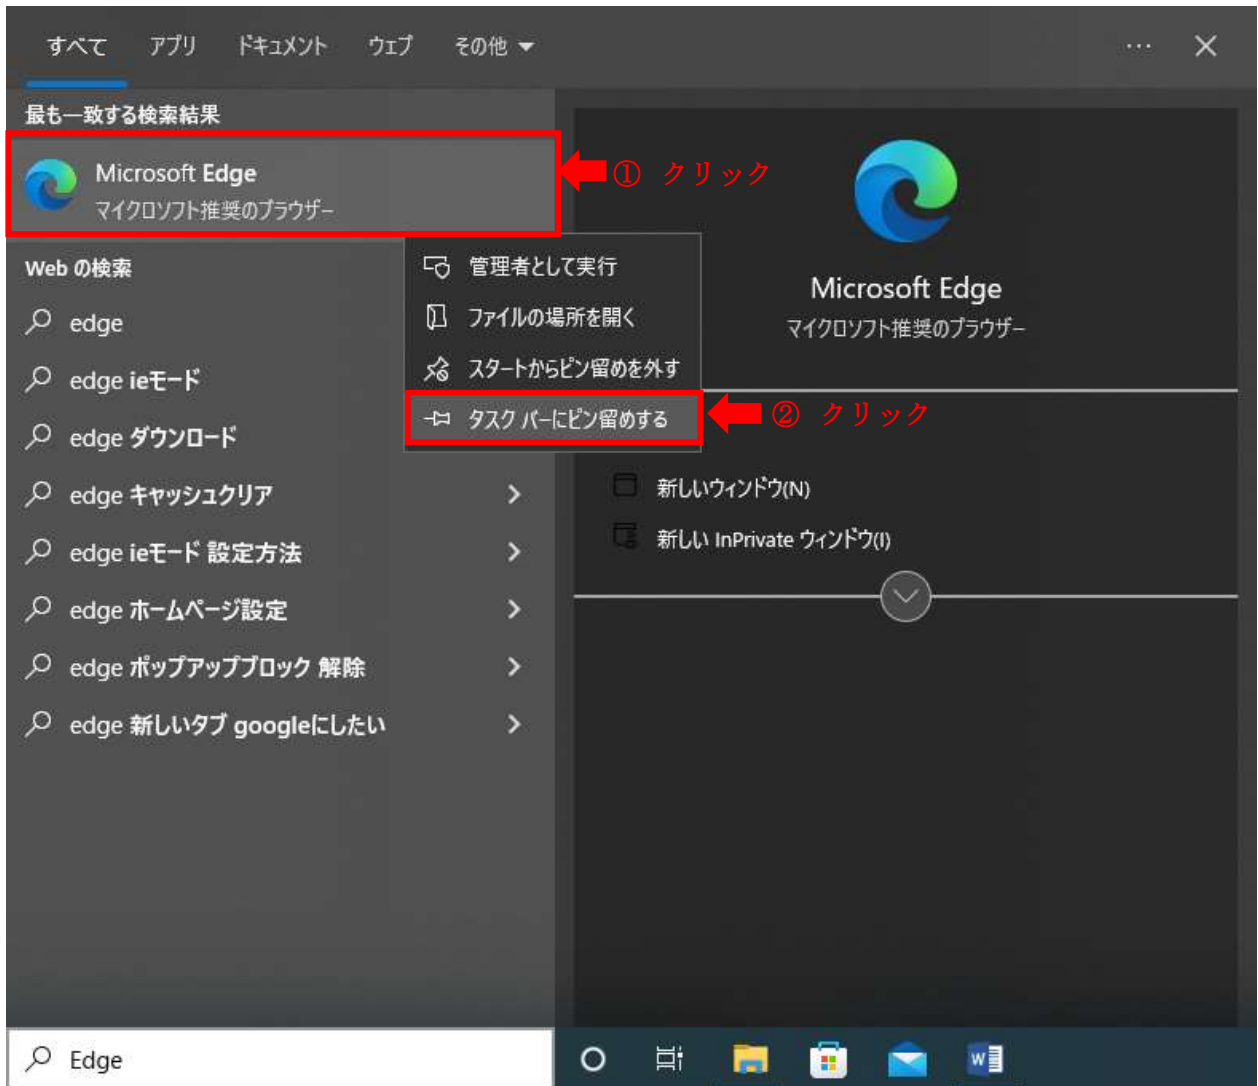 すべて アプリ ドキュメント ウェブ その他
最も一致する検索結果
Microsoft Edge
マイクロソフト推奨のブラウザー
① クリック
Web の検索
edge
edge ieモード
edge ダウンロード
edge キャッシュクリア
edge ieモード 設定方法
edge ホームページ設定
edge ポップアップブロック 解除
edge 新しいタブ googleにしたい
管理者として実行
ファイルの場所を開く
スタートからピン留めを外す
タスク バーにピン留めする
② クリック
Microsoft Edge
マイクロソフト推奨のブラウザー
新しいウィンドウ(N)
新しい InPrivate ウィンドウ(I)
Edge
W